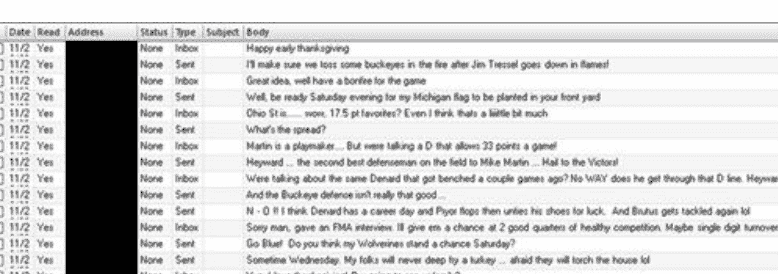 Date Read Address Status Type Subject Body
11/2 Yes None Inbox Happy early thanksgiving
11/2 Yes None Sent I'll make sure we toss some buckeyes in the fire after Jim Tressel goes down in flames!
11/2 Yes None Inbox Great idea, well have a bonfire for the game
11/2 Yes None Sent Well, be ready Saturday evening for my Michigan flag to be planted in your front yard
11/2 Yes None Inbox Ohio St is...... wow, 17.5 pt favorites? Even I think thats a liiittle bit much
11/2 Yes None Sent What's the spread?
11/2 Yes None Inbox Martin is a playmaker.... But were talking a D that allows 33 points a game!
11/2 Yes None Sent Heyward ... the second best defenseman on the field to Mike Martin ... Hail to the Victors!
11/2 Yes None Inbox Were talking about the same Denard that got benched a couple games ago? No WAY does he get through that D line. Heywar
11/2 Yes None Sent And the Buckeye defense isn't really that good ...
11/2 Yes None Sent N - O !! I think Denard has a career day and Pryor flops then unties his shoes for luck. And Brutus gets tackled again lol
11/2 Yes None Inbox Sorry man, gave an FMA interview. Ill give em a chance at 2 good quarters of healthy competition. Maybe single digit turnover
11/2 Yes None Sent Go Blue! Do you think my Wolverines stand a chance Saturday?
11/2 Yes None Sent Sometime Wednesday. My folks will never deep fry a turkey ... afraid they will torch the house lol